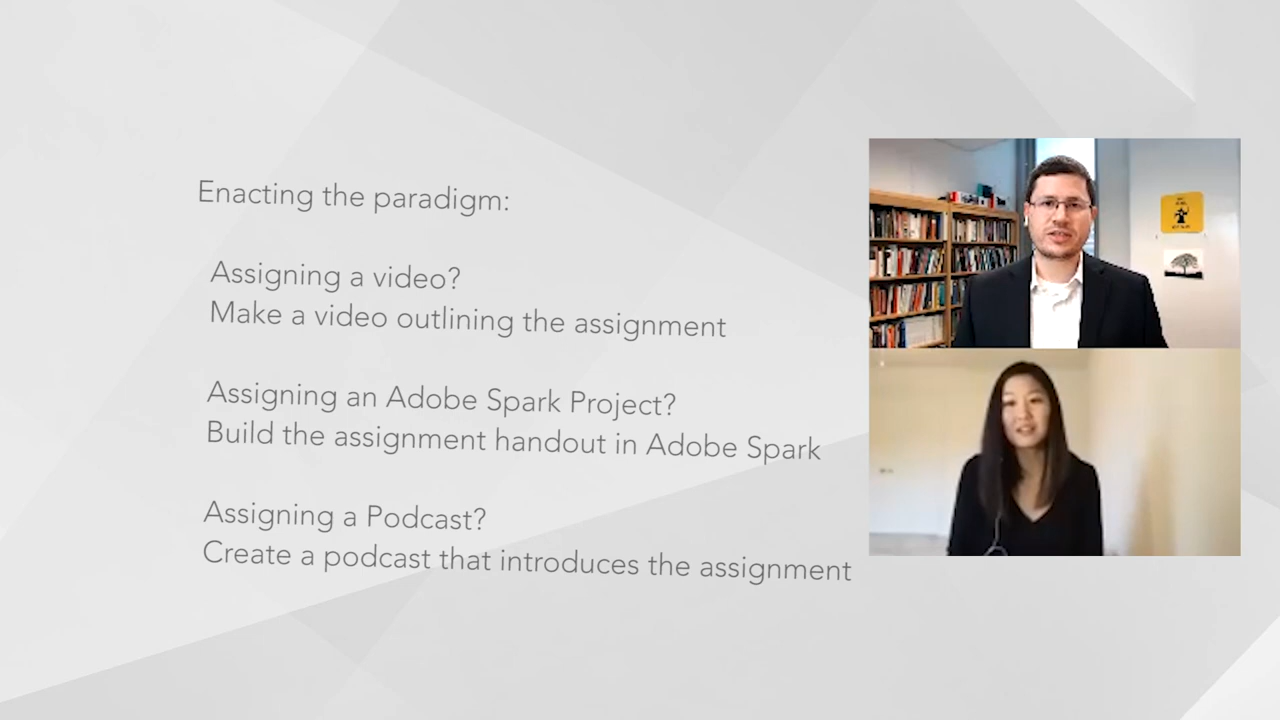 Enacting the paradigm:
Assigning a video?
Make a video outlining the assignment
Assigning an Adobe Spark Project?
Build the assignment handout in Adobe Spark
Assigning a Podcast?
Create a podcast that introduces the assignment